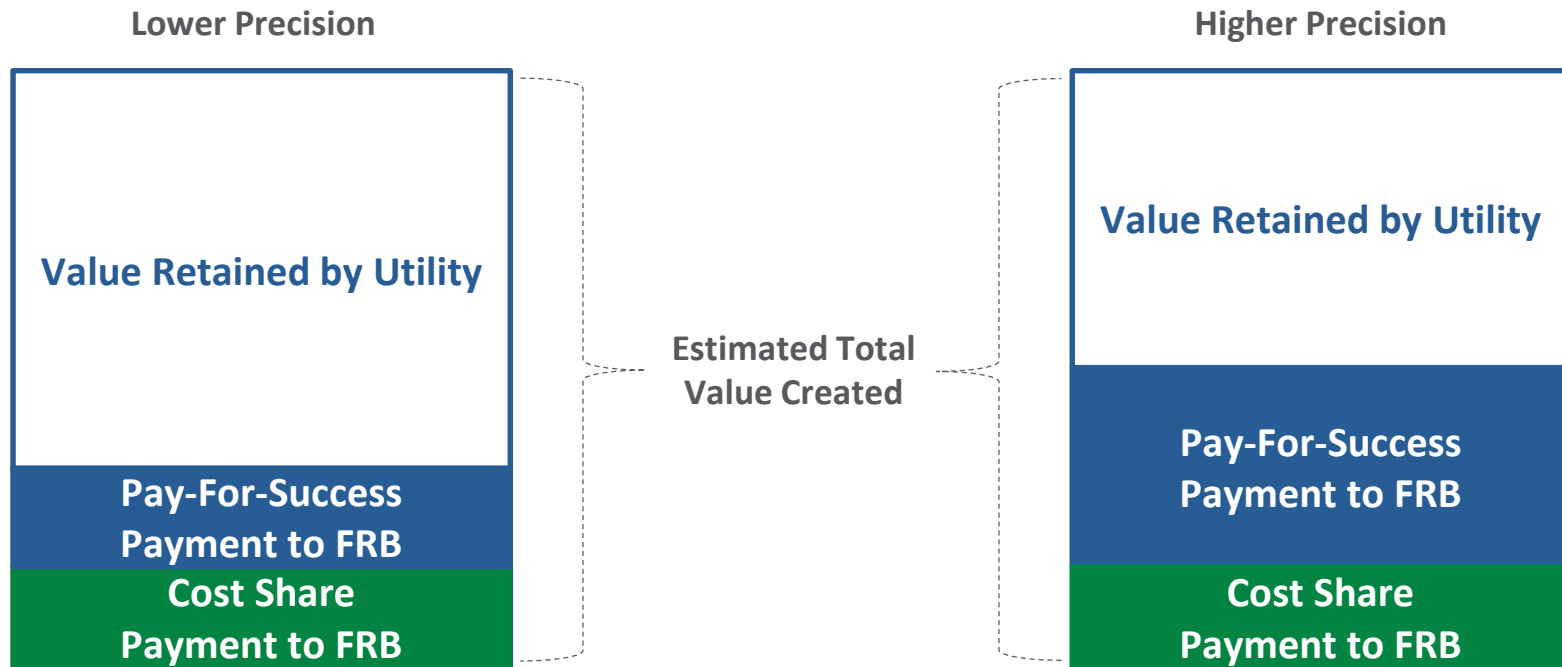 Lower Precision
Value Retained by Utility
Pay-For-Success
Payment to FRB
Cost Share
Payment to FRB
Estimated Total
Value Created
Higher Precision
Value Retained by Utility
Pay-For-Success
Payment to FRB
Cost Share
Payment to FRB